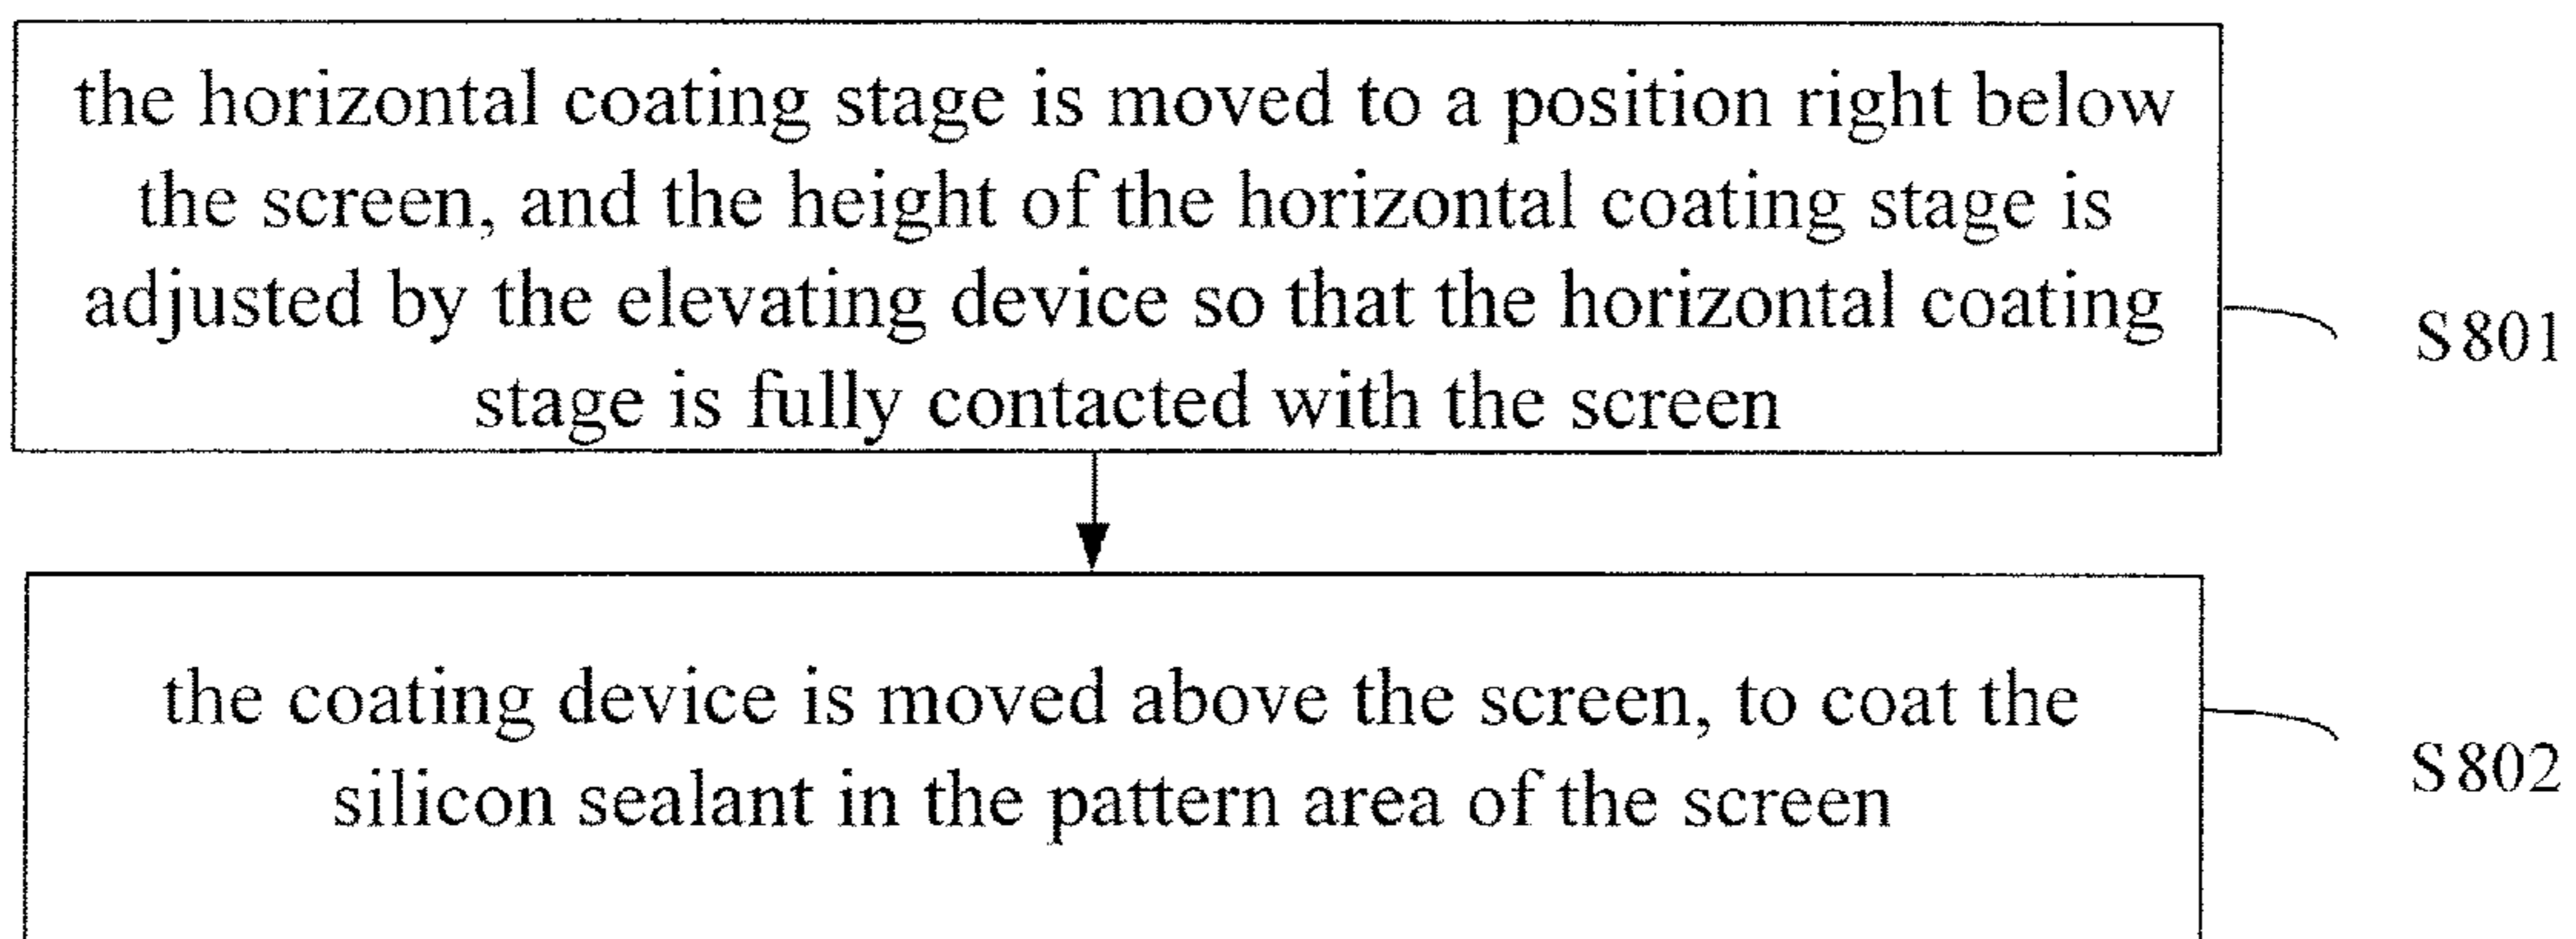 the horizontal coating stage is moved to a position right below
the screen, and the height of the horizontal coating stage is
adjusted by the elevating device so that the horizontal coating
stage is fully contacted with the screen
S801
the coating device is moved above the screen, to coat the
silicon sealant in the pattern area of the screen
S802